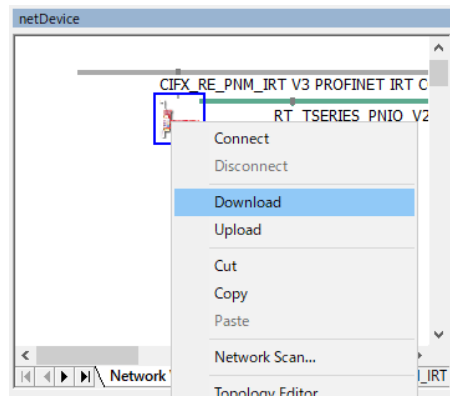 netDevice
CIFX_RE_PNM_IRT V3 PROFINET IRT C
RT_TSERIES_PNIO_V2
Connect
Disconnect
Download
Upload
Cut
Copy
Paste
Network Scan...
Network
_IRT
Topology Editor